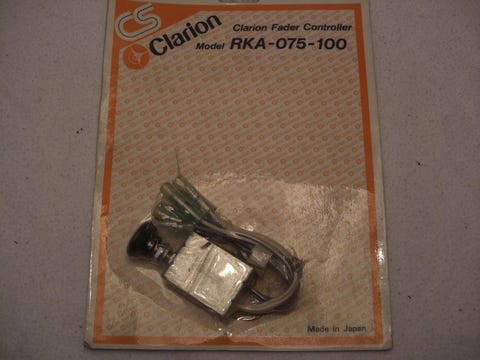 CS
Clarion
Clarion Fader Controller
Model RKA-075-100
Made in Japan